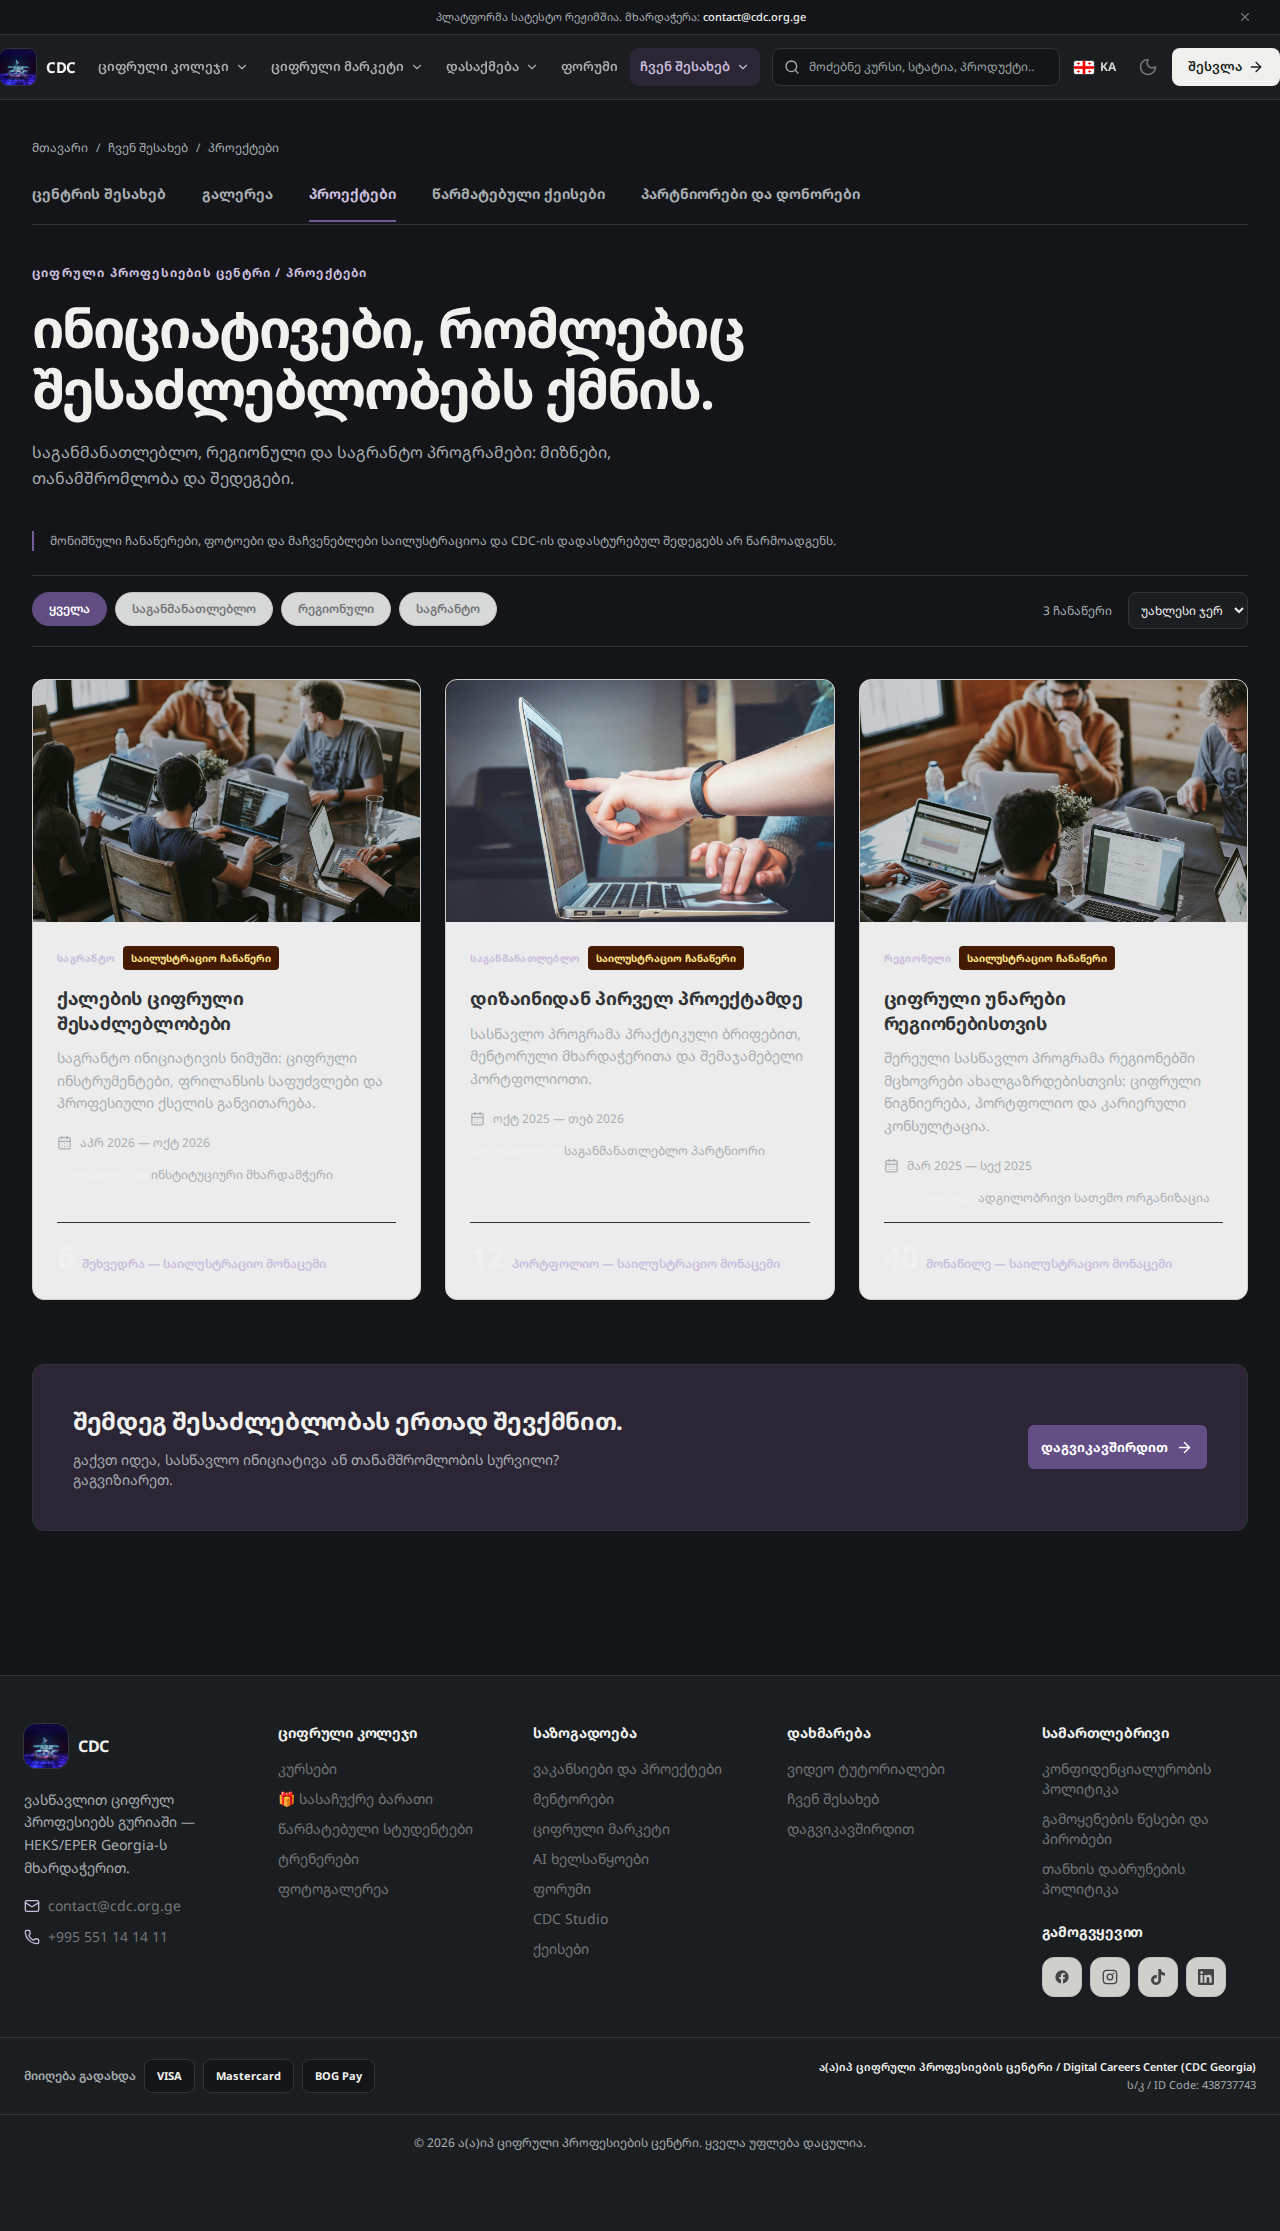 პლატფორმა სატესტო რეჟიმშია. მხარდაჭერა: contact@cdc.org.ge
CDC
ციფრული კოლეჯი
ციფრული მარკეტი
დასაქმება
ფორუმი
ჩვენ შესახებ
მოძებნე კურსი, სტატია, პროდუქტი..
KA
შესვლა
მთავარი / ჩვენ შესახებ / პროექტები
ცენტრის შესახებ
გალერეა
პროექტები
წარმატებული ქეისები
პარტნიორები და დონორები
ციფრული პროფესიების ცენტრი / პროექტები
ინიციატივები, რომლებიც
შესაძლებლობებს ქმნის.
საგანმანათლებლო, რეგიონული და საგრანტო პროგრამები: მიზნები,
თანამშრომლობა და შედეგები.
მონიშნული ჩანაწერები, ფოტოები და მაჩვენებლები საილუსტრაციოა და CDC-ის დადასტურებულ შედეგებს არ წარმოადგენს.
ყველა
საგანმანათლებლო
რეგიონული
საგრანტო
3 ჩანაწერი
უახლესი ჯერ
საგრანტო
საილუსტრაციო ჩანაწერი
ქალების ციფრული
შესაძლებლობები
საგრანტო ინიციატივის ნიმუში: ციფრული
ინსტრუმენტები, ფრილანსის საფუძვლები და
პროფესიული ქსელის განვითარება.
აპრ 2026 — ოქტ 2026
ინსტიტუციური მხარდამჭერი
6 შეხვედრა — საილუსტრაციო მონაცემი
საგანმანათლებლო
საილუსტრაციო ჩანაწერი
დიზაინიდან პირველ პროექტამდე
სასწავლო პროგრამა პრაქტიკული ბრიფებით,
მენტორული მხარდაჭერითა და შემაჯამებელი
პორტფოლიოთი.
ოქტ 2025 — თებ 2026
საგანმანათლებლო პარტნიორი
12 პორტფოლიო — საილუსტრაციო მონაცემი
რეგიონული
საილუსტრაციო ჩანაწერი
ციფრული უნარები
რეგიონებისთვის
შერეული სასწავლო პროგრამა რეგიონებში
მცხოვრები ახალგაზრდებისთვის: ციფრული
წიგნიერება, პორტფოლიო და კარიერული
კონსულტაცია.
მარ 2025 — სექ 2025
ადგილობრივი სათემო ორგანიზაცია
40 მონაწილე — საილუსტრაციო მონაცემი
შემდეგ შესაძლებლობას ერთად შევქმნით.
გაქვთ იდეა, სასწავლო ინიციატივა ან თანამშრომლობის სურვილი?
გაგვიზიარეთ.
დაგვიკავშირდით
CDC
ვასწავლით ციფრულ
პროფესიებს გურიაში —
HEKS/EPER Georgia-ს
მხარდაჭერით.
contact@cdc.org.ge
+995 551 14 14 11
ციფრული კოლეჯი
კურსები
🎁 სასაჩუქრე ბარათი
წარმატებული სტუდენტები
ტრენერები
ფოტოგალერეა
საზოგადოება
ვაკანსიები და პროექტები
მენტორები
ციფრული მარკეტი
AI ხელსაწყოები
ფორუმი
CDC Studio
ქეისები
დახმარება
ვიდეო ტუტორიალები
ჩვენ შესახებ
დაგვიკავშირდით
სამართლებრივი
კონფიდენციალურობის
პოლიტიკა
გამოყენების წესები და
პირობები
თანხის დაბრუნების
პოლიტიკა
გამოგვყევით
მიიღება გადახდა
VISA
Mastercard
BOG Pay
ა(ა)იპ ციფრული პროფესიების ცენტრი / Digital Careers Center (CDC Georgia)
ს/კ / ID Code: 438737743
© 2026 ა(ა)იპ ციფრული პროფესიების ცენტრი. ყველა უფლება დაცულია.